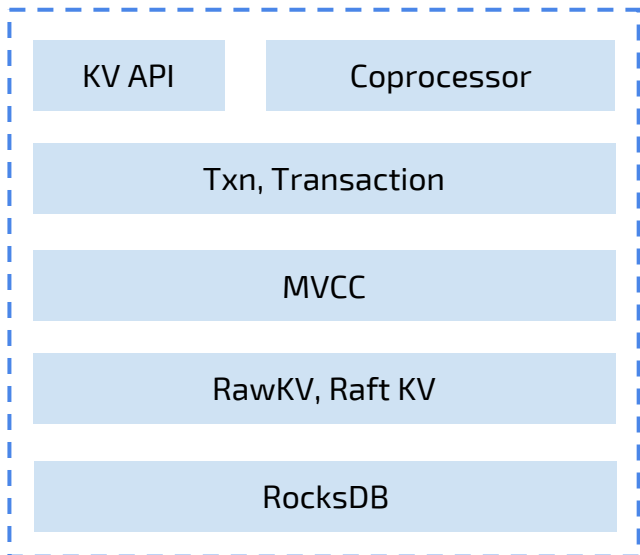 KV API
Coprocessor
Txn, Transaction
MVCC
RawKV, Raft KV
RocksDB